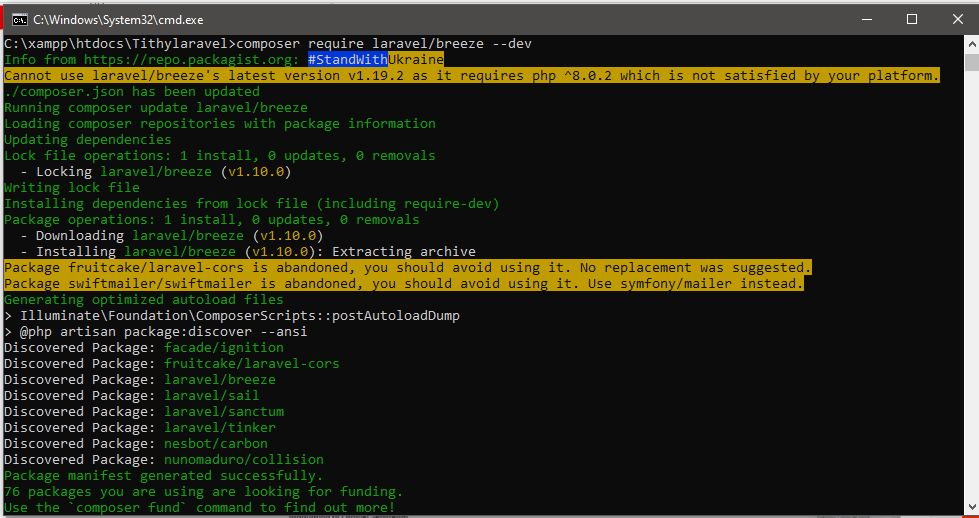 C:\Windows\System32\cmd.exe
C:\xampp\htdocs\Tithylaravel>composer require laravel/breeze --dev
Info from https://repo.packagist.org: #StandWithUkraine
Cannot use laravel/breeze's latest version v1.19.2 as it requires php ^8.0.2 which is not satisfied by your platform.
./composer.json has been updated
Running composer update laravel/breeze
Loading composer repositories with package information
Updating dependencies
Lock file operations: 1 install, 0 updates, 0 removals
  - Locking laravel/breeze (v1.10.0)
Writing lock file
Installing dependencies from lock file (including require-dev)
Package operations: 1 install, 0 updates, 0 removals
  - Downloading laravel/breeze (v1.10.0)
  - Installing laravel/breeze (v1.10.0): Extracting archive
Package fruitcake/laravel-cors is abandoned, you should avoid using it. No replacement was suggested.
Package swiftmailer/swiftmailer is abandoned, you should avoid using it. Use symfony/mailer instead.
Generating optimized autoload files
> Illuminate\Foundation\ComposerScripts::postAutoloadDump
> @php artisan package:discover --ansi
Discovered Package: facade/ignition
Discovered Package: fruitcake/laravel-cors
Discovered Package: laravel/breeze
Discovered Package: laravel/sail
Discovered Package: laravel/sanctum
Discovered Package: laravel/tinker
Discovered Package: nesbot/carbon
Discovered Package: nunomaduro/collision
Package manifest generated successfully.
76 packages you are using are looking for funding.
Use the `composer fund` command to find out more!